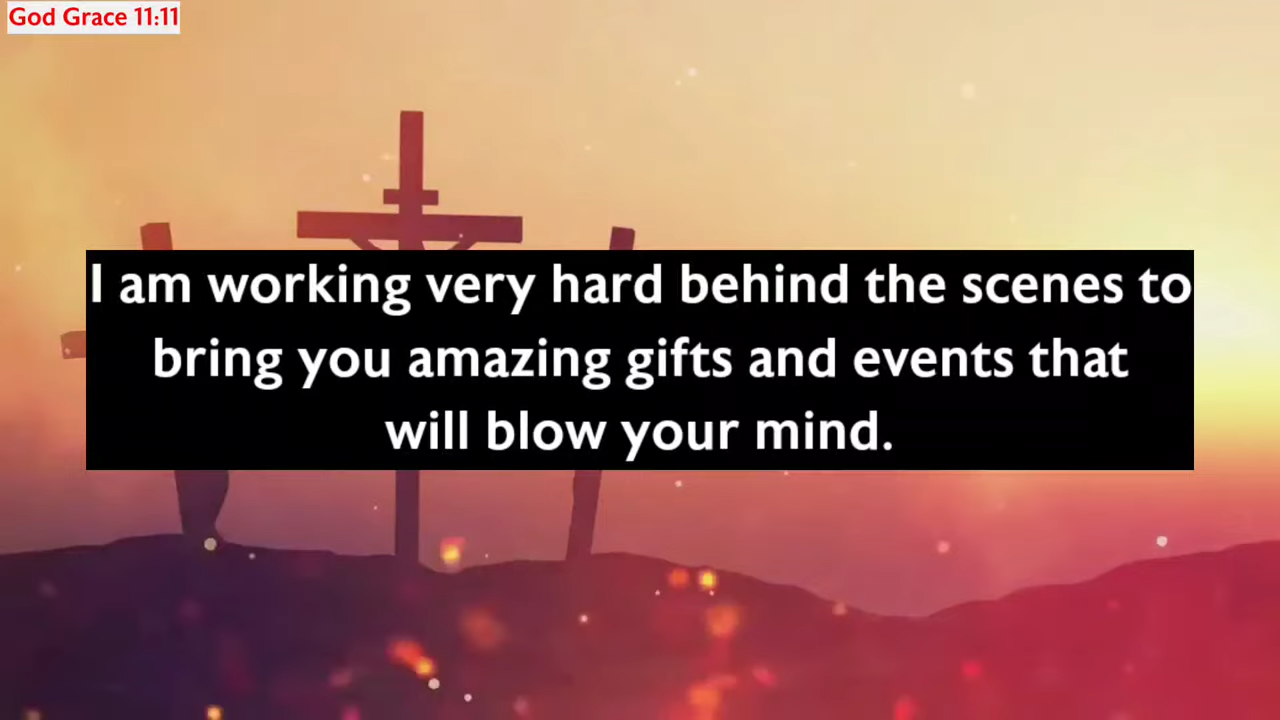 God Grace 11:11
I am working very hard behind the scenes to
bring you amazing gifts and events that
will blow your mind.